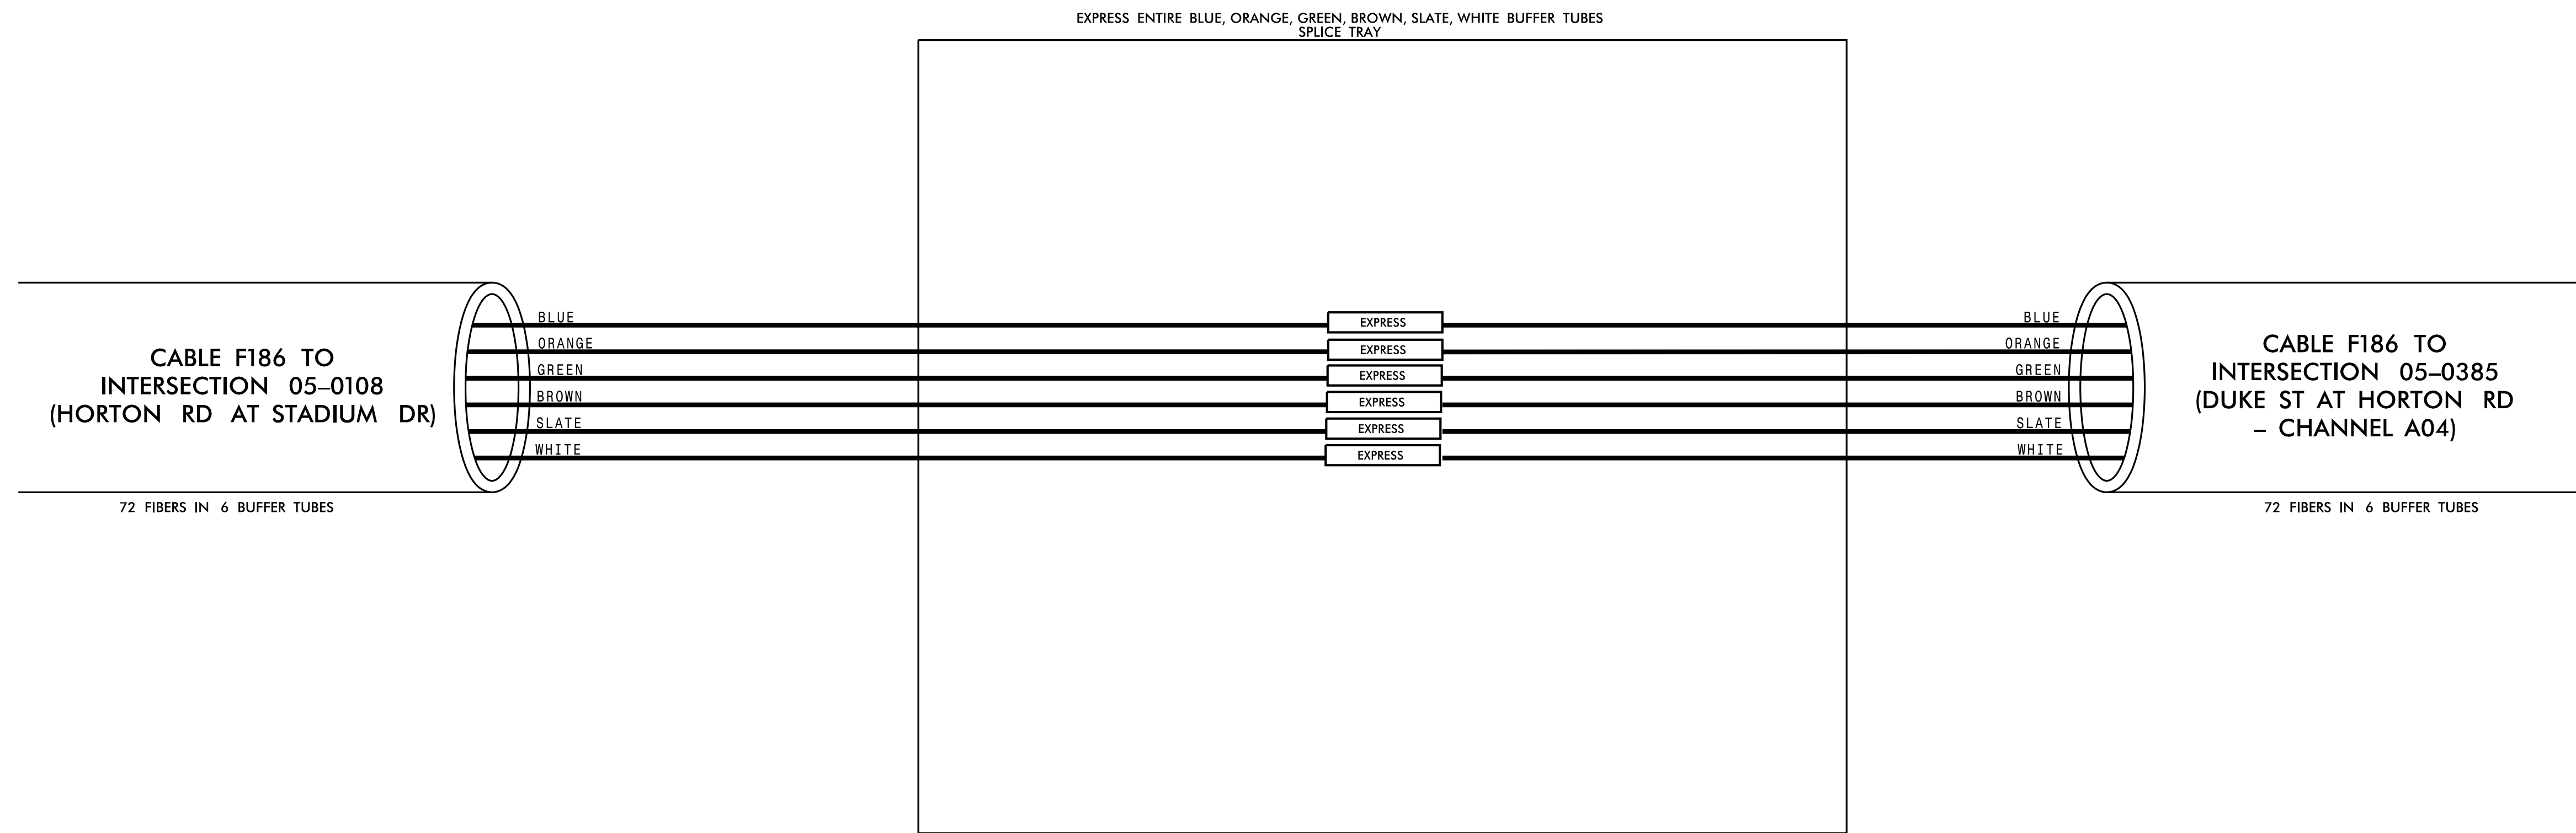 EXPRESS ENTIRE BLUE, ORANGE, GREEN, BROWN, SLATE, WHITE BUFFER TUBES
SPLICE TRAY
CABLE F186 TO
INTERSECTION 05–0108
(HORTON RD AT STADIUM DR)
72 FIBERS IN 6 BUFFER TUBES
BLUE
ORANGE
GREEN
BROWN
SLATE
WHITE
EXPRESS
EXPRESS
EXPRESS
EXPRESS
EXPRESS
EXPRESS
BLUE
ORANGE
GREEN
BROWN
SLATE
WHITE
CABLE F186 TO
INTERSECTION 05–0385
(DUKE ST AT HORTON RD
– CHANNEL A04)
72 FIBERS IN 6 BUFFER TUBES